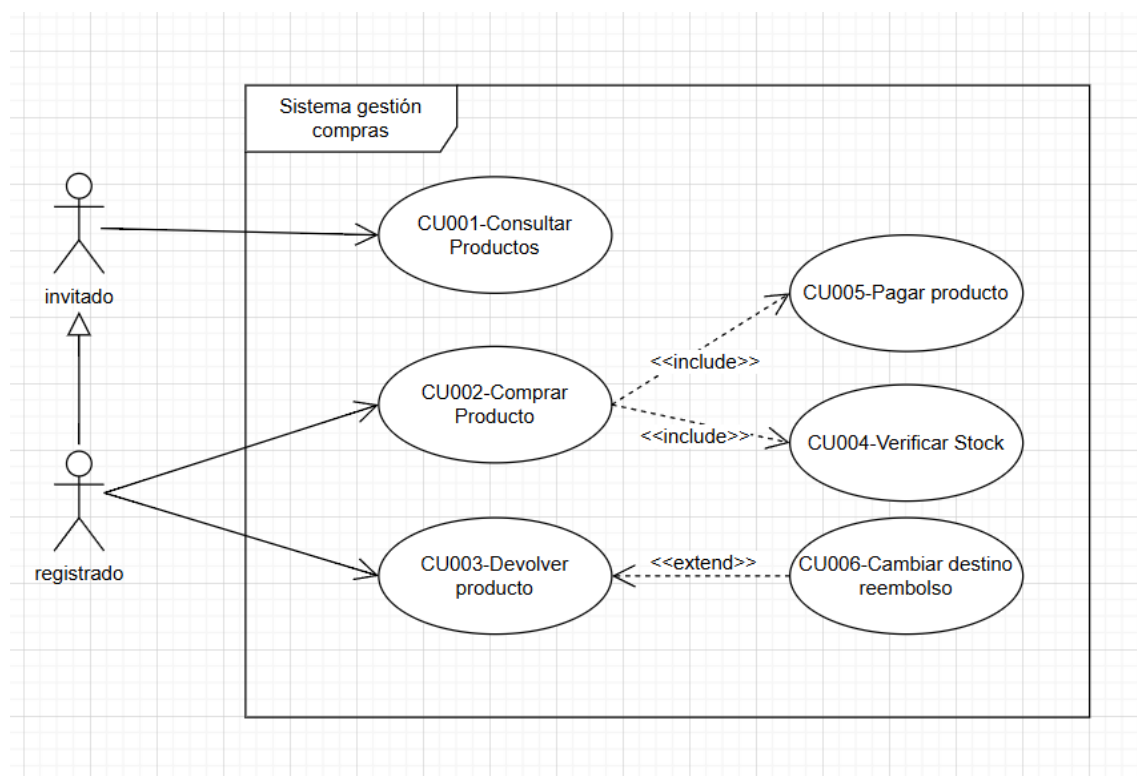 Sistema gestión
compras
CU001-Consultar
Productos
invitado
CU005-Pagar producto
<<include>>
CU002-Comprar
Producto
<<include>>
CU004-Verificar Stock
registrado
CU003-Devolver
producto
<<extend>>
CU006-Cambiar destino
reembolso